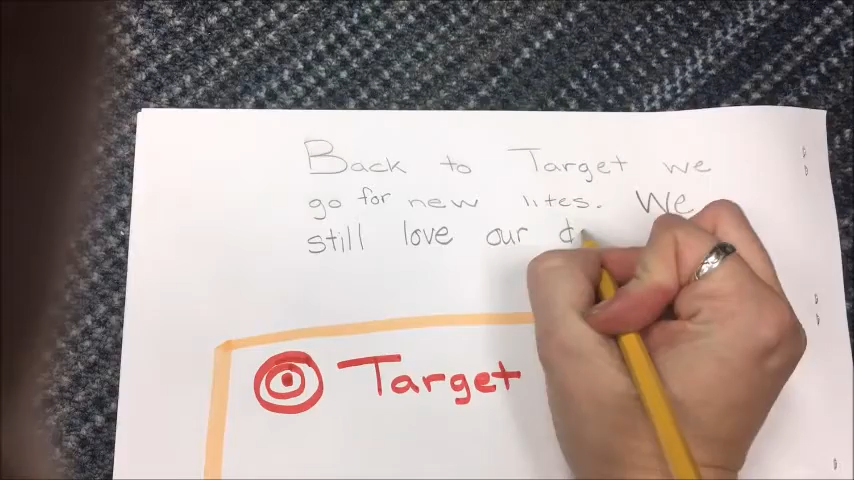 Back to Target we
go for new lites. We
still love our
Target